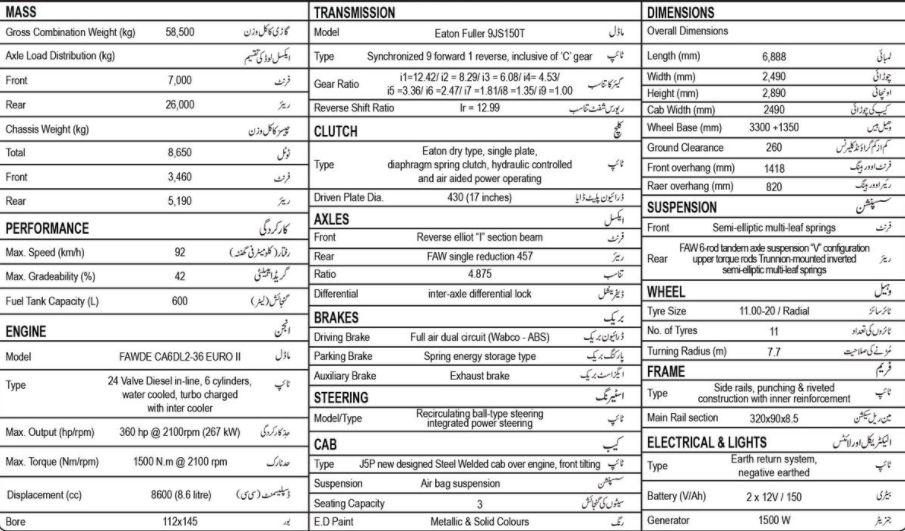 MASS
Gross Combination Weight (kg) 58,500 گاڑی کا کل وزن
Axle Load Distribution (kg) ایکسل لوڈ کی تقسیم
Front 7,000 فرنٹ
Rear 26,000 ریئر
Chassis Weight (kg) چیسز کا کل وزن
Total 8,650 ٹوٹل
Front 3,460 فرنٹ
Rear 5,190 ریئر
PERFORMANCE کارکردگی
Max. Speed (km/h) 92 رفتار (کلومیٹر فی گھنٹہ)
Max. Gradeability (%) 42 گریڈ ایبلیٹی
Fuel Tank Capacity (L) 600 گنجائش (لیٹر)
ENGINE انجن
Model FAWDE CA6DL2-36 EURO II ماڈل
Type 24 Valve Diesel in-line, 6 cylinders, ٹائپ
water cooled, turbo charged
with inter cooler
Max. Output (hp/rpm) 360 hp @ 2100rpm (267 kW) حد کارکردگی
Max. Torque (Nm/rpm) 1500 N.m @ 2100 rpm حد ٹارک
Displacement (cc) 8600 (8.6 litre) ڈسپلیسمنٹ (سی سی)
Bore 112x145 بور
TRANSMISSION
Model Eaton Fuller 9JS150T ماڈل
Type Synchronized 9 forward 1 reverse, inclusive of 'C' gear ٹائپ
Gear Ratio i1=12.42/ i2 = 8.29/ i3 = 6.08/ i4= 4.53/ گیئر کا تناسب
i5 =3.36/ i6 =2.47/ i7 =1.81/i8 =1.35/ i9 =1.00
Reverse Shift Ratio Ir = 12.99 ریورس شفٹ تناسب
CLUTCH کلچ
Type Eaton dry type, single plate, ٹائپ
diaphragm spring clutch, hydraulic controlled
and air aided power operating
Driven Plate Dia. 430 (17 inches) ڈرائیون پلیٹ ڈایا
AXLES ایکسل
Front Reverse elliot "I" section beam فرنٹ
Rear FAW single reduction 457 ریئر
Ratio 4.875 تناسب
Differential inter-axle differential lock ڈیفرینشل
BRAKES بریک
Driving Brake Full air dual circuit (Wabco - ABS) ڈرائیون بریک
Parking Brake Spring energy storage type پارکنگ بریک
Auxiliary Brake Exhaust brake ایگزاسٹ بریک
STEERING اسٹیرنگ
Model/Type Recirculating ball-type steering ٹائپ
integrated power steering
CAB کیب
Type J5P new designed Steel Welded cab over engine, front tilting ٹائپ
Suspension Air bag suspension سسپنشن
Seating Capacity 3 سیٹوں کی گنجائش
E.D Paint Metallic & Solid Colours رنگ
DIMENSIONS
Overall Dimensions
Length (mm) 6,888 لمبائی
Width (mm) 2,490 چوڑائی
Height (mm) 2,890 اونچائی
Cab Width (mm) 2490 کیب کی چوڑائی
Wheel Base (mm) 3300 +1350 وھیل بیس
Ground Clearance 260 کم از کم گراؤنڈ کلیرنس
Front overhang (mm) 1418 فرنٹ اوور ہینگ
Raer overhang (mm) 820 ریئر اوور ہینگ
SUSPENSION سسپنشن
Front Semi-elliptic multi-leaf springs فرنٹ
Rear FAW 6-rod tandem axle suspension "V" configuration ریئر
upper torque rods Trunnion-mounted inverted
semi-elliptic multi-leaf springs
WHEEL وہیل
Tyre Size 11.00-20 / Radial ٹائر سائز
No. of Tyres 11 ٹائروں کی تعداد
Turning Radius (m) 7.7 مُڑنے کی صلاحیت
FRAME فریم
Type Side rails, punching & riveted ٹائپ
construction with inner reinforcement
Main Rail section 320x90x8.5 مین ریل سیکشن
ELECTRICAL & LIGHTS الیکٹریکل اور لائٹس
Type Earth return system, ٹائپ
negative earthed
Battery (V/Ah) 2 x 12V / 150 بیٹری
Generator 1500 W جنریٹر